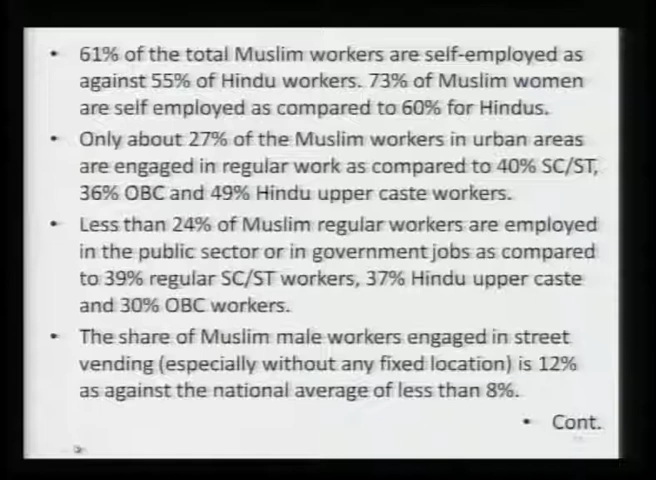 • 61% of the total Muslim workers are self-employed as
against 55% of Hindu workers. 73% of Muslim women
are self employed as compared to 60% for Hindus.
• Only about 27% of the Muslim workers in urban areas
are engaged in regular work as compared to 40% SC/ST,
36% OBC and 49% Hindu upper caste workers.
• Less than 24% of Muslim regular workers are employed
in the public sector or in government jobs as compared
to 39% regular SC/ST workers, 37% Hindu upper caste
and 30% OBC workers.
• The share of Muslim male workers engaged in street
vending (especially without any fixed location) is 12%
as against the national average of less than 8%.
• Cont.